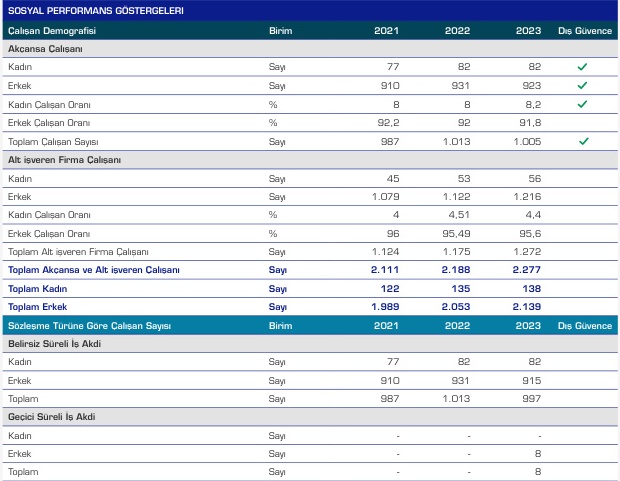 SOSYAL PERFORMANS GÖSTERGELERİ
Çalışan Demografisi Birim 2021 2022 2023 Dış Güvence
Akçansa Çalışanı
Kadın Sayı 77 82 82 ✓
Erkek Sayı 910 931 923 ✓
Kadın Çalışan Oranı % 8 8 8,2 ✓
Erkek Çalışan Oranı % 92,2 92 91,8
Toplam Çalışan Sayısı Sayı 987 1.013 1.005 ✓
Alt işveren Firma Çalışanı
Kadın Sayı 45 53 56
Erkek Sayı 1.079 1.122 1.216
Kadın Çalışan Oranı % 4 4,51 4,4
Erkek Çalışan Oranı % 96 95,49 95,6
Toplam Alt işveren Firma Çalışanı Sayı 1.124 1.175 1.272
Toplam Akçansa ve Alt işveren Çalışanı Sayı 2.111 2.188 2.277
Toplam Kadın Sayı 122 135 138
Toplam Erkek Sayı 1.989 2.053 2.139
Sözleşme Türüne Göre Çalışan Sayısı Birim 2021 2022 2023 Dış Güvence
Belirsiz Süreli İş Akdi
Kadın Sayı 77 82 82
Erkek Sayı 910 931 915
Toplam Sayı 987 1.013 997
Geçici Süreli İş Akdi
Kadın Sayı - - -
Erkek Sayı - - 8
Toplam Sayı - - 8